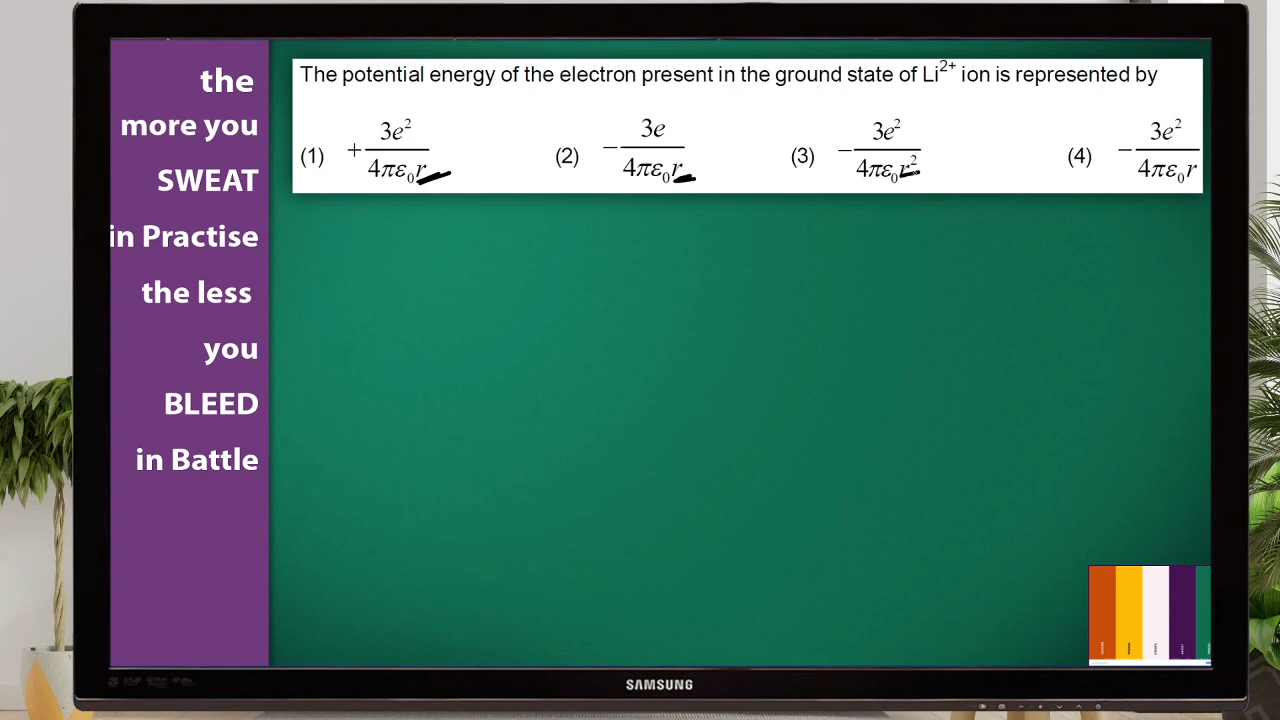 the
more you
SWEAT
in Practise
the less
you
BLEED
in Battle
The potential energy of the electron present in the ground state of Li²⁺ ion is represented by
(1) +3e²/4πε₀r (2) −3e/4πε₀r (3) −3e²/4πε₀r² (4) −3e²/4πε₀r
SAMSUNG